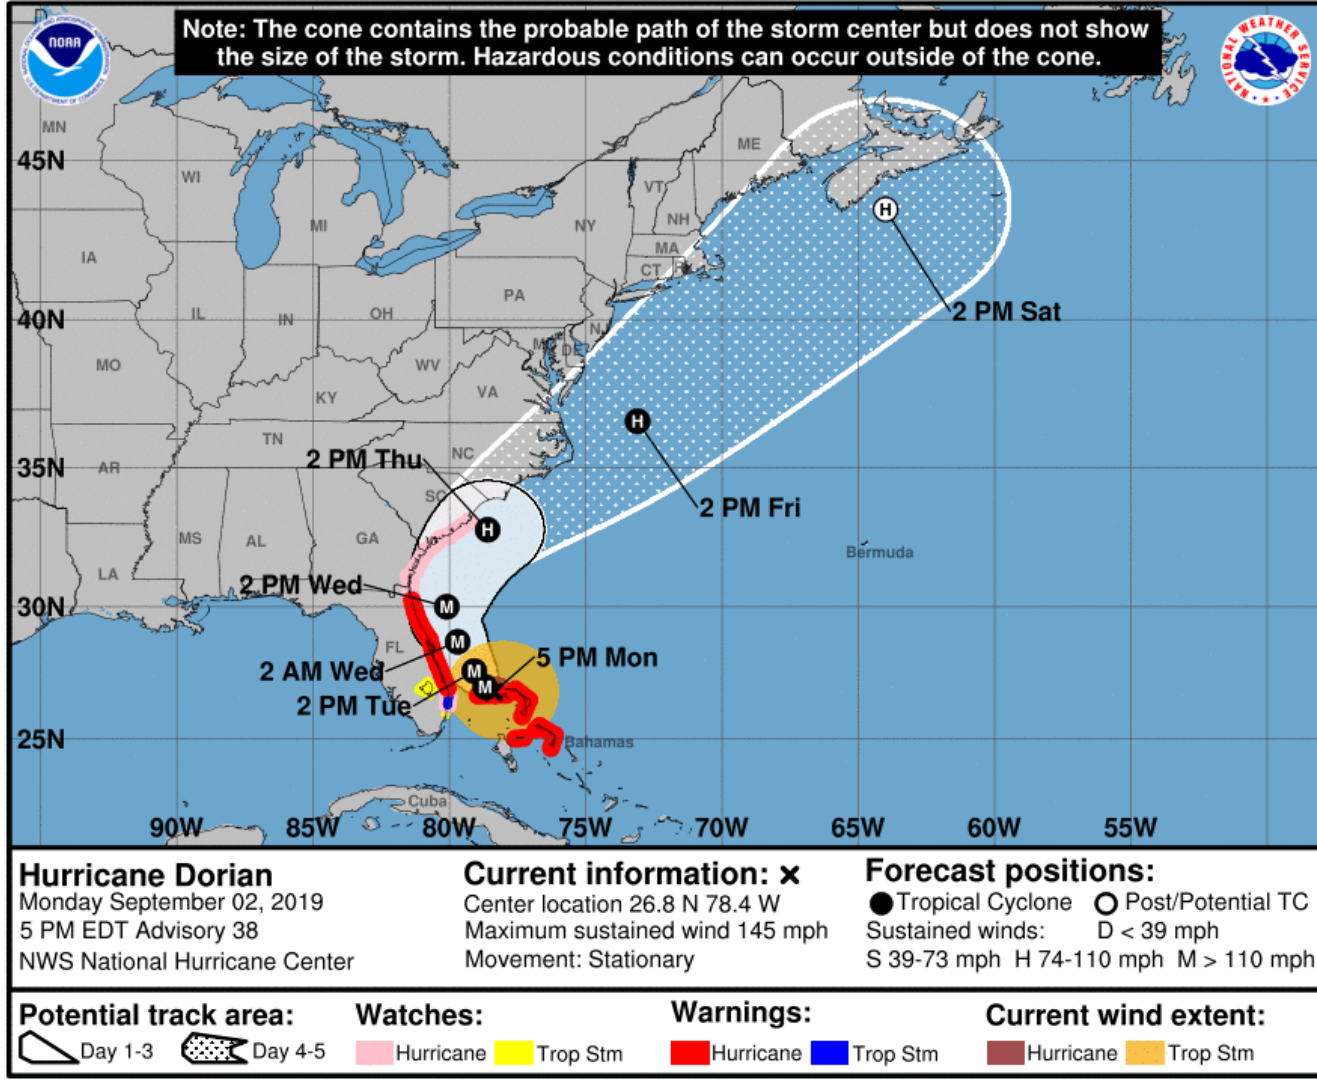 Note: The cone contains the probable path of the storm center but does not show
the size of the storm. Hazardous conditions can occur outside of the cone.
NOAA
NATIONAL WEATHER SERVICE
MN
ME
45N
WI
VT
NH
MI
NY
MA
IA
CT
PA
40N
IL
IN
OH
NJ
2 PM Sat
DE
MO
WV
VA
KY
TN
NC
2 PM Thu
35N
AR
SC
2 PM Fri
MS
AL
GA
Bermuda
LA
2 PM Wed
30N
FL
5 PM Mon
2 AM Wed
2 PM Tue
25N
Bahamas
Cuba
90W 85W 80W 75W 70W 65W 60W 55W
H
H
H
M
M
M
M
Hurricane Dorian
Monday September 02, 2019
5 PM EDT Advisory 38
NWS National Hurricane Center
Current information: x
Center location 26.8 N 78.4 W
Maximum sustained wind 145 mph
Movement: Stationary
Forecast positions:
Tropical Cyclone Post/Potential TC
Sustained winds: D < 39 mph
S 39-73 mph H 74-110 mph M > 110 mph
Potential track area:
Day 1-3 Day 4-5
Watches:
Hurricane Trop Stm
Warnings:
Hurricane Trop Stm
Current wind extent:
Hurricane Trop Stm